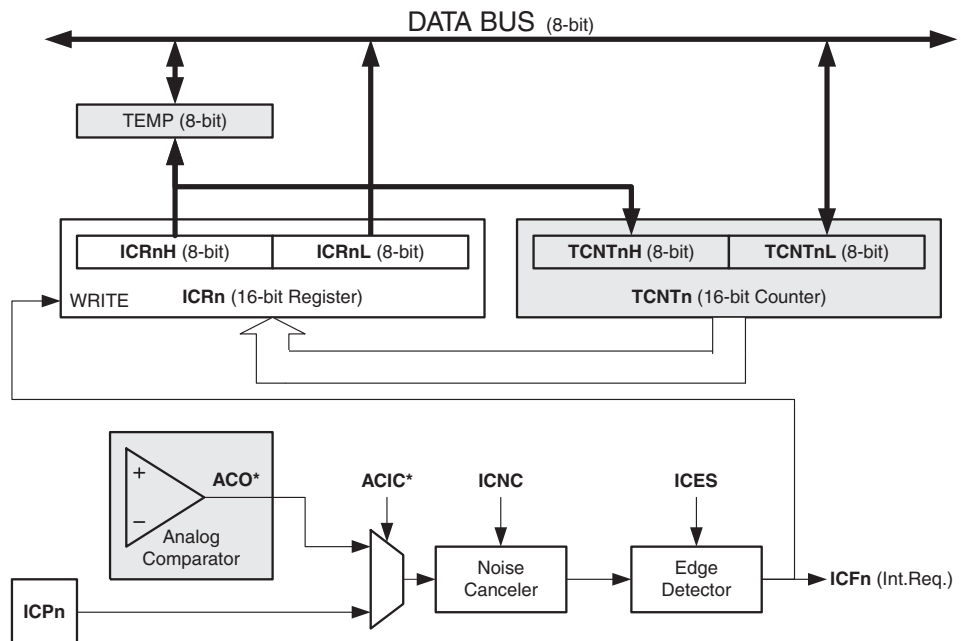 DATA BUS (8-bit)
TEMP (8-bit)
ICRnH (8-bit)
ICRnL (8-bit)
TCNTnH (8-bit)
TCNTnL (8-bit)
WRITE
ICRn (16-bit Register)
TCNTn (16-bit Counter)
+
−
ACO*
Analog
Comparator
ACIC*
ICNC
ICES
Noise
Canceler
Edge
Detector
ICFn (Int.Req.)
ICPn